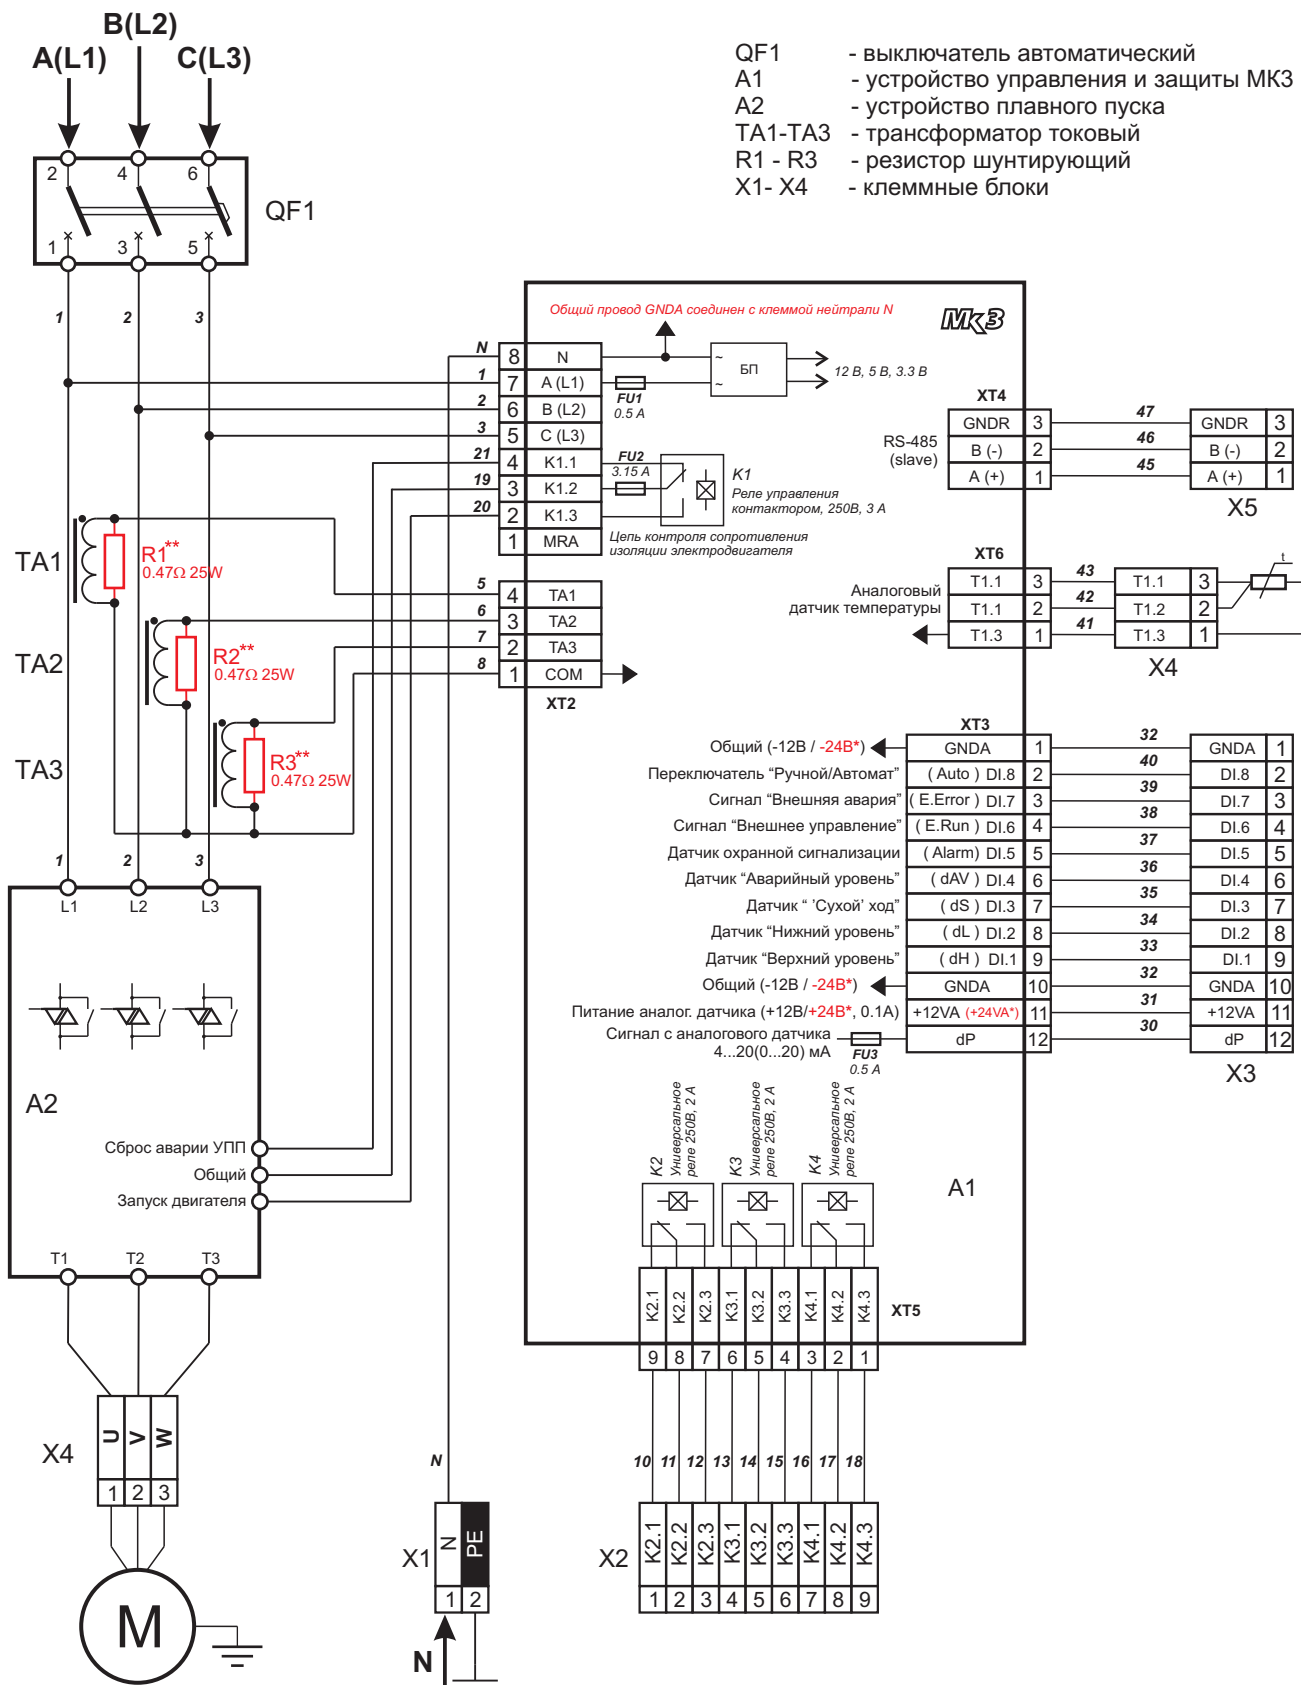 B(L2)
A(L1)
C(L3)
QF1 - выключатель автоматический
A1 - устройство управления и защиты МК3
A2 - устройство плавного пуска
TA1-TA3 - трансформатор токовый
R1 - R3 - резистор шунтирующий
X1- X4 - клеммные блоки
2 4 6
QF1
1 3 5
1 2 3
Общий провод GNDA соединен с клеммой нейтрали N
МК3
N 8 N
1 7 A (L1)
2 6 B (L2)
3 5 C (L3)
21 4 K1.1
19 3 K1.2
20 2 K1.3
1 MRA
FU1
0.5 A
~
~
БП
12 В, 5 В, 3.3 В
FU2
3.15 A
K1
Реле управления
контактором, 250В, 3 А
Цепь контроля сопротивления
изоляции электродвигателя
XT4
RS-485
(slave)
GNDR 3 47 GNDR 3
B (-) 2 46 B (-) 2
A (+) 1 45 A (+) 1
X5
TA1
R1**
0.47Ω 25W
TA2
R2**
0.47Ω 25W
TA3
R3**
0.47Ω 25W
5 4 TA1
6 3 TA2
7 2 TA3
8 1 COM
XT2
XT6
Аналоговый
датчик температуры
T1.1 3 43 T1.1 3
T1.1 2 42 T1.2 2
T1.3 1 41 T1.3 1
t
X4
XT3
Общий (-12В / -24В*) GNDA 1 32 GNDA 1
Переключатель “Ручной/Автомат” ( Auto ) DI.8 2 40 DI.8 2
Сигнал “Внешняя авария” ( E.Error ) DI.7 3 39 DI.7 3
Сигнал “Внешнее управление” ( E.Run ) DI.6 4 38 DI.6 4
Датчик охранной сигнализации ( Alarm) DI.5 5 37 DI.5 5
Датчик “Аварийный уровень” ( dAV ) DI.4 6 36 DI.4 6
Датчик “ ’Сухой’ ход” ( dS ) DI.3 7 35 DI.3 7
Датчик “Нижний уровень” ( dL ) DI.2 8 34 DI.2 8
Датчик “Верхний уровень” ( dH ) DI.1 9 33 DI.1 9
Общий (-12В / -24В*) GNDA 10 32 GNDA 10
Питание аналог. датчика (+12В/+24В*, 0.1А) +12VA (+24VA*) 11 31 +12VA 11
Сигнал с аналогового датчика
4...20(0...20) мА
FU3
0.5 A
dP 12 30 dP 12
X3
1 2 3
L1 L2 L3
A2
Сброс аварии УПП
Общий
Запуск двигателя
T1 T2 T3
K2
Универсальное
реле 250В, 2 А
K3
Универсальное
реле 250В, 2 А
K4
Универсальное
реле 250В, 2 А
A1
K2.1 K2.2 K2.3 K3.1 K3.2 K3.3 K4.1 K4.2 K4.3
XT5
9 8 7 6 5 4 3 2 1
10 11 12 13 14 15 16 17 18
X2
K2.1 K2.2 K2.3 K3.1 K3.2 K3.3 K4.1 K4.2 K4.3
1 2 3 4 5 6 7 8 9
X4
U V W
1 2 3
M
N
X1
N PE
1 2
N